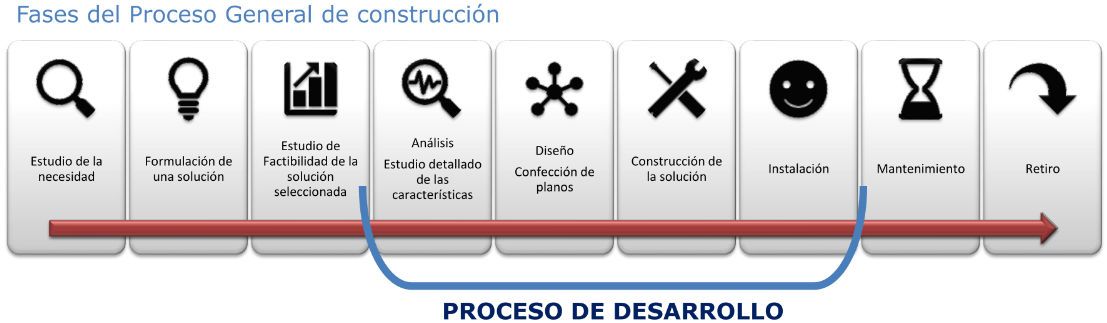 Fases del Proceso General de construcción
Estudio de la
necesidad
Formulación de
una solución
Estudio de
Factibilidad de la
solución
seleccionada
Análisis
Estudio detallado
de las
características
Diseño
Confección de
planos
Construcción de
la solución
Instalación
Mantenimiento
Retiro
PROCESO DE DESARROLLO